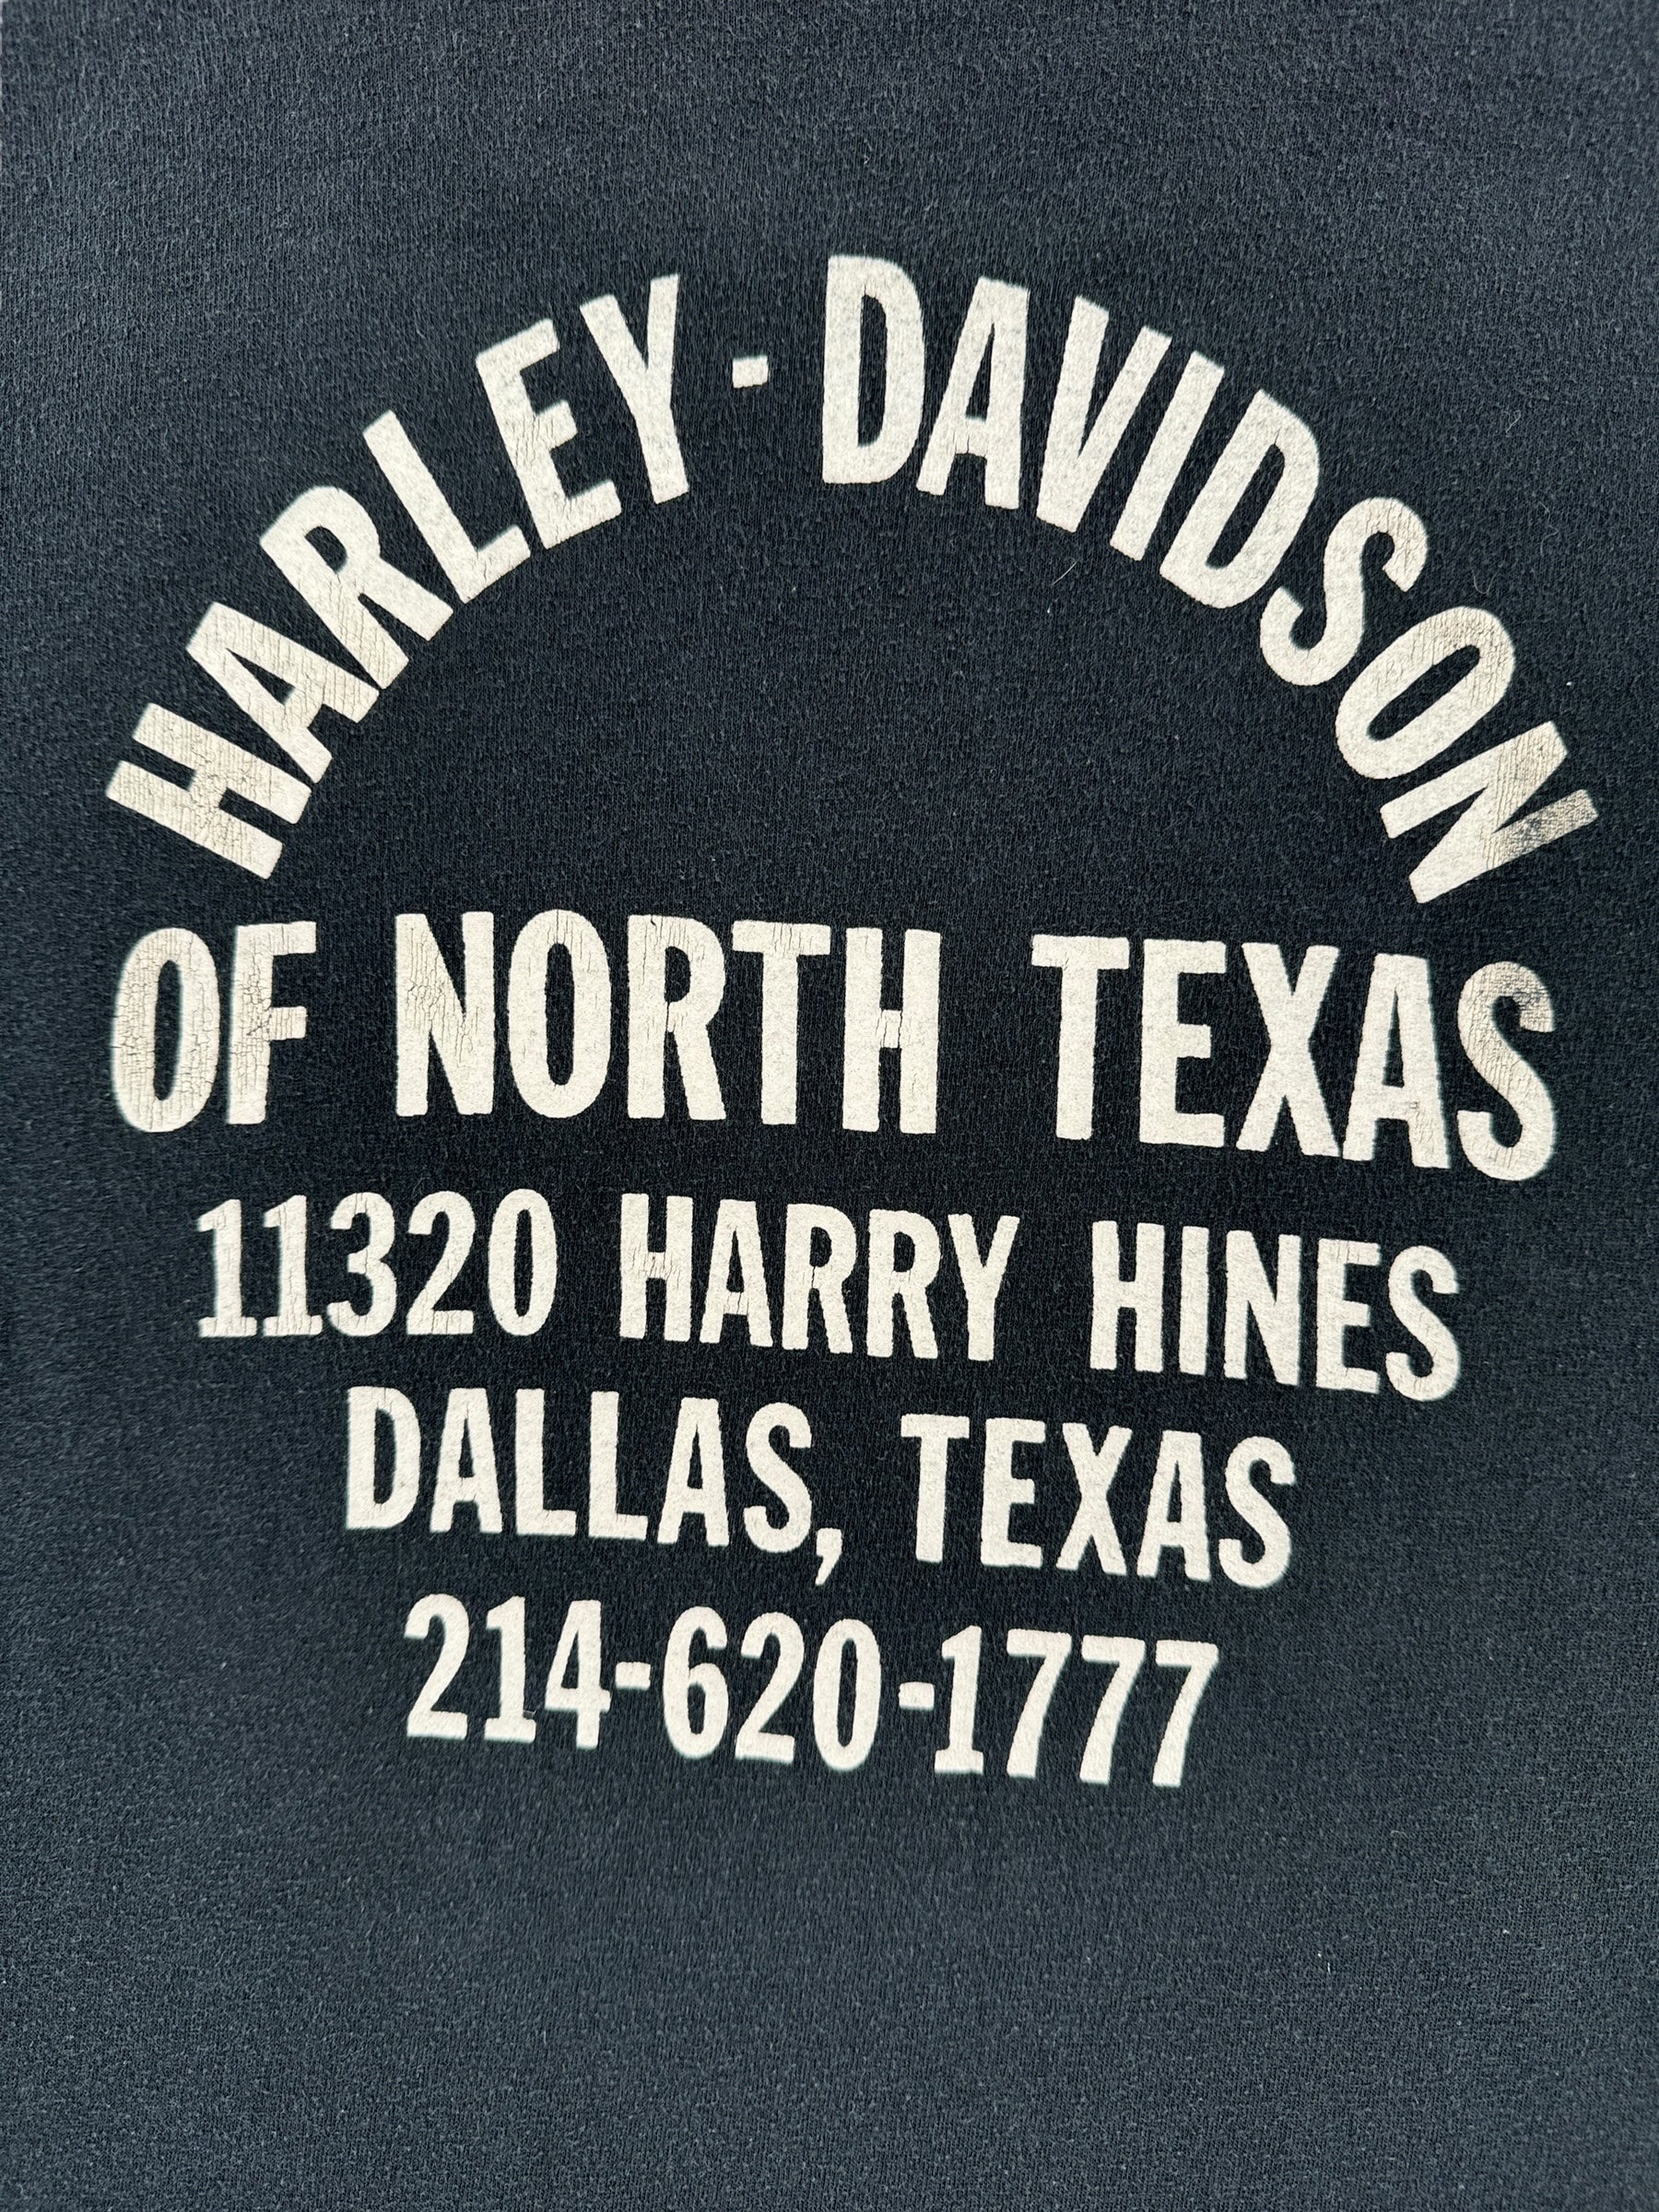 HARLEY-DAVIDSON
OF NORTH TEXAS
11320 HARRY HINES
DALLAS, TEXAS
214-620-1777